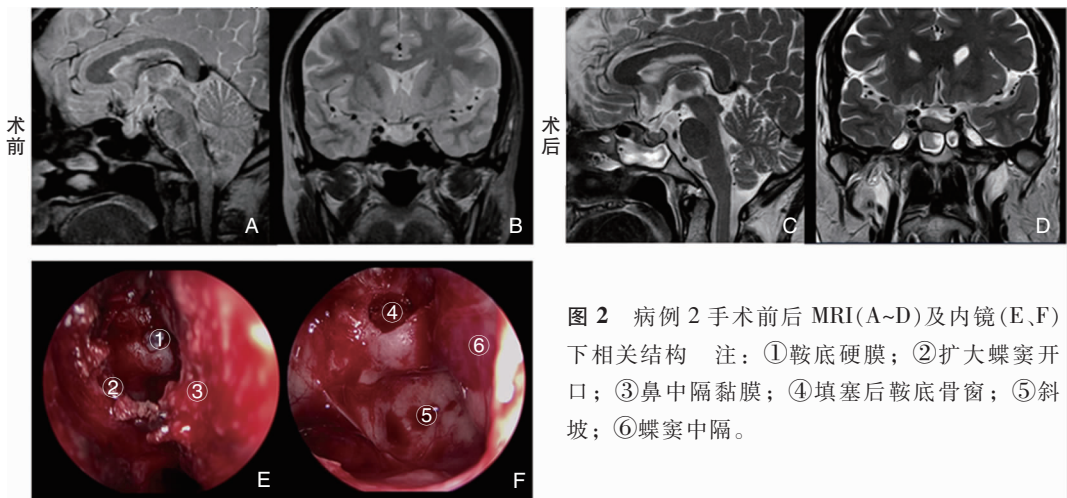 术前
A
B
术后
C
D
①
②
③
E
④
⑤
⑥
F
图2 病例2手术前后MRI(A~D)及内镜(E、F)
下相关结构 注：①鞍底硬膜；②扩大蝶窦开
口；③鼻中隔黏膜；④填塞后鞍底骨窗；⑤斜
坡；⑥蝶窦中隔。